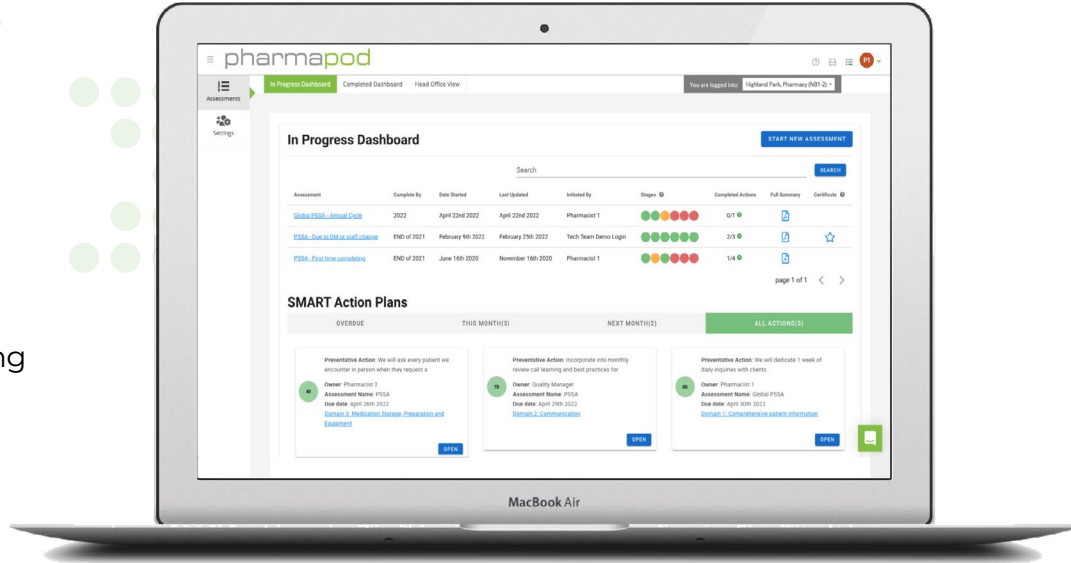 ng
pharmapod
P1
Assessments
Settings
In Progress Dashboard Completed Dashboard Head Office View
You are logged into: Highland Park, Pharmacy (N01-2)
In Progress Dashboard
START NEW ASSESSMENT
Search
SEARCH
Assessment Complete By Date Started Last Updated Initiated By Stages Completed Actions Full Summary Certificate
Global PSSA - Annual Cycle 2022 April 22nd 2022 April 22nd 2022 Pharmacist 1 0/1
PSSA - Due to DM or staff change END of 2021 February 9th 2022 February 25th 2022 Tech Team Demo Login 2/3
PSSA - First time completing END of 2021 June 16th 2020 November 16th 2020 Pharmacist 1 1/4
page 1 of 1
SMART Action Plans
OVERDUE THIS MONTH(3) NEXT MONTH(2) ALL ACTIONS(5)
Preventative Action: We will ask every patient we
encounter in person when they request a
Owner: Pharmacist 2
Assessment Name: PSSA
Due date: April 26th 2022
Domain 3: Medication Storage, Preparation and
Equipment
OPEN
Preventative Action: Incorporate into monthly
review call learning and best practices for
Owner: Quality Manager
Assessment Name: PSSA
Due date: April 29th 2022
Domain 2: Communication
OPEN
Preventative Action: We will dedicate 1 week of
daily inquiries with clients.
Owner: Pharmacist 1
Assessment Name: Global PSSA
Due date: April 30th 2022
Domain 1: Comprehensive patient information
OPEN
MacBook Air